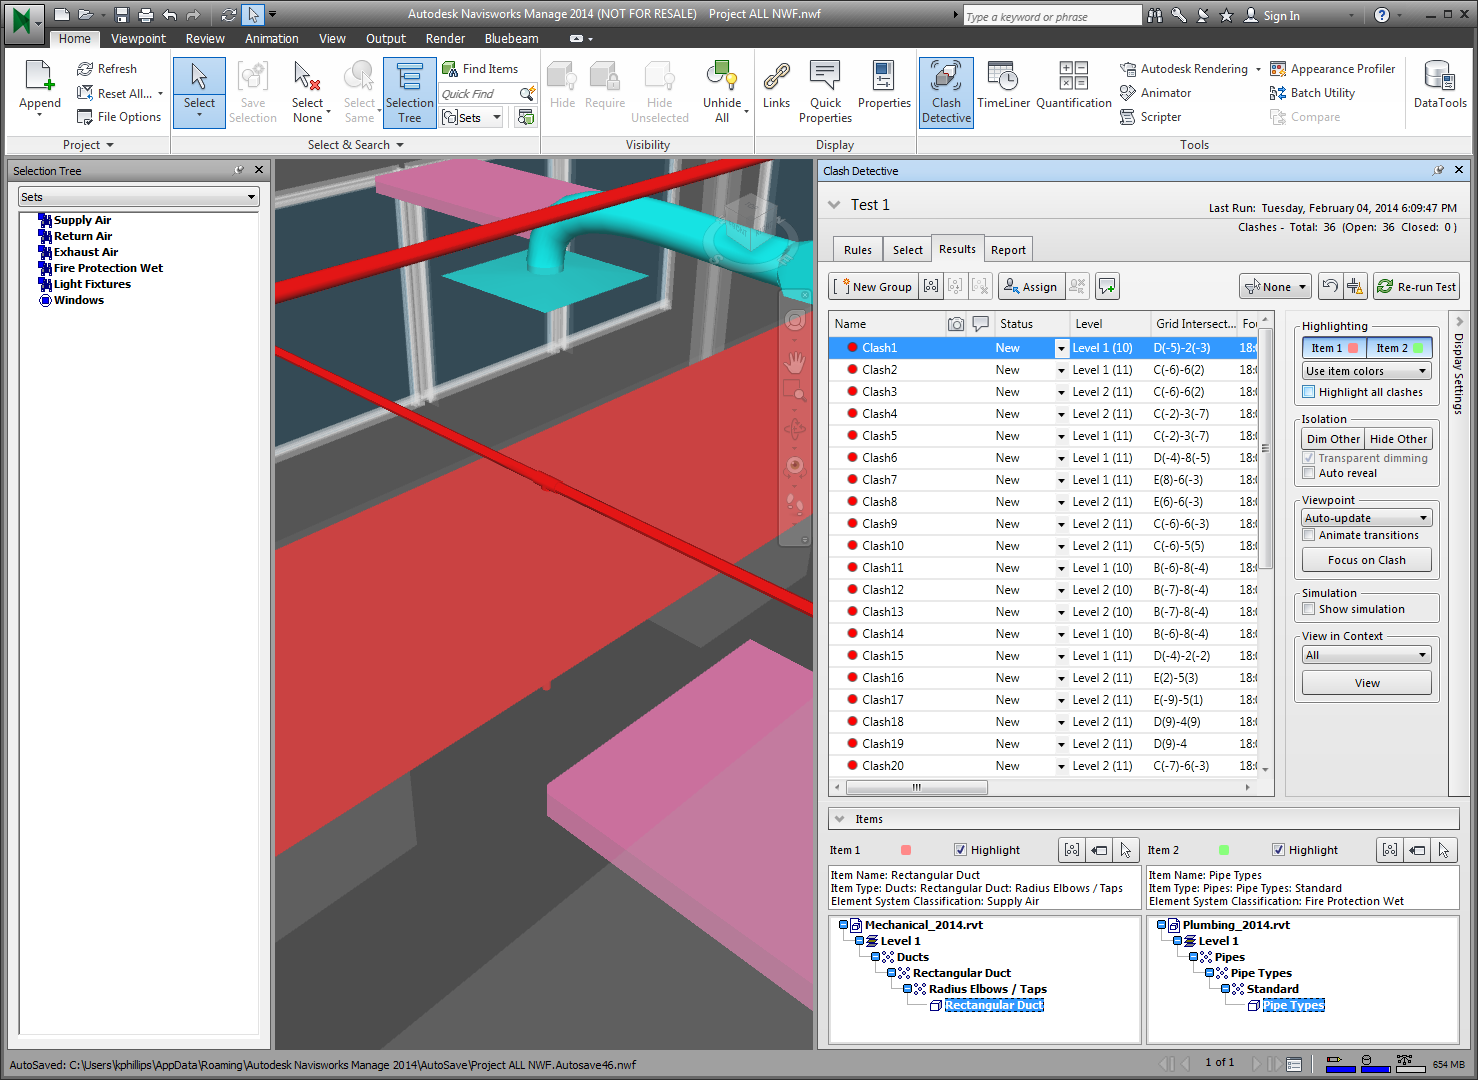 Autodesk Navisworks Manage 2014 (NOT FOR RESALE) Project ALL NWF.nwf
Type a keyword or phrase
Sign In
Home Viewpoint Review Animation View Output Render Bluebeam
Append
Refresh
Reset All...
File Options
Project
Select
Save Selection
Select None
Select Same
Selection Tree
Find Items
Quick Find
Sets
Select & Search
Hide
Require
Hide Unselected
Unhide All
Visibility
Links
Quick Properties
Properties
Display
Clash Detective
TimeLiner
Quantification
Autodesk Rendering
Animator
Scripter
Appearance Profiler
Batch Utility
Compare
Tools
DataTools
Selection Tree
Sets
Supply Air
Return Air
Exhaust Air
Fire Protection Wet
Light Fixtures
Windows
Clash Detective
Test 1
Last Run: Tuesday, February 04, 2014 6:09:47 PM
Clashes - Total: 36 (Open: 36 Closed: 0 )
Rules Select Results Report
New Group Assign None Re-run Test
Name Status Level Grid Intersect... Fou
Clash1 New Level 1 (10) D(-5)-2(-3) 18:
Clash2 New Level 1 (11) C(-6)-6(2) 18:
Clash3 New Level 2 (11) C(-6)-6(2) 18:
Clash4 New Level 2 (11) C(-2)-3(-7) 18:
Clash5 New Level 1 (11) C(-2)-3(-7) 18:
Clash6 New Level 1 (11) D(-4)-8(-5) 18:
Clash7 New Level 1 (11) E(8)-6(-3) 18:
Clash8 New Level 2 (11) E(6)-6(-3) 18:
Clash9 New Level 2 (11) C(-6)-6(-3) 18:
Clash10 New Level 2 (11) C(-6)-5(5) 18:
Clash11 New Level 1 (10) B(-6)-8(-4) 18:
Clash12 New Level 2 (10) B(-7)-8(-4) 18:
Clash13 New Level 2 (10) B(-7)-8(-4) 18:
Clash14 New Level 1 (10) B(-6)-8(-4) 18:
Clash15 New Level 1 (11) D(-4)-2(-2) 18:
Clash16 New Level 2 (11) E(2)-5(3) 18:
Clash17 New Level 2 (11) E(-9)-5(1) 18:
Clash18 New Level 2 (11) D(9)-4(9) 18:
Clash19 New Level 2 (11) D(9)-4 18:
Clash20 New Level 2 (11) C(-7)-6(-3) 18:
Highlighting
Item 1 Item 2
Use item colors
Highlight all clashes
Isolation
Dim Other Hide Other
Transparent dimming
Auto reveal
Viewpoint
Auto-update
Animate transitions
Focus on Clash
Simulation
Show simulation
View in Context
All
View
Display Settings
Items
Item 1 Highlight
Item Name: Rectangular Duct
Item Type: Ducts: Rectangular Duct: Radius Elbows / Taps
Element System Classification: Supply Air
Mechanical_2014.rvt
Level 1
Ducts
Rectangular Duct
Radius Elbows / Taps
Rectangular Duct
Item 2 Highlight
Item Name: Pipe Types
Item Type: Pipes: Pipe Types: Standard
Element System Classification: Fire Protection Wet
Plumbing_2014.rvt
Level 1
Pipes
Pipe Types
Standard
Pipe Types
AutoSaved: C:\Users\kphillips\AppData\Roaming\Autodesk Navisworks Manage 2014\AutoSave\Project ALL NWF.Autosave46.nwf
1 of 1
654 MB